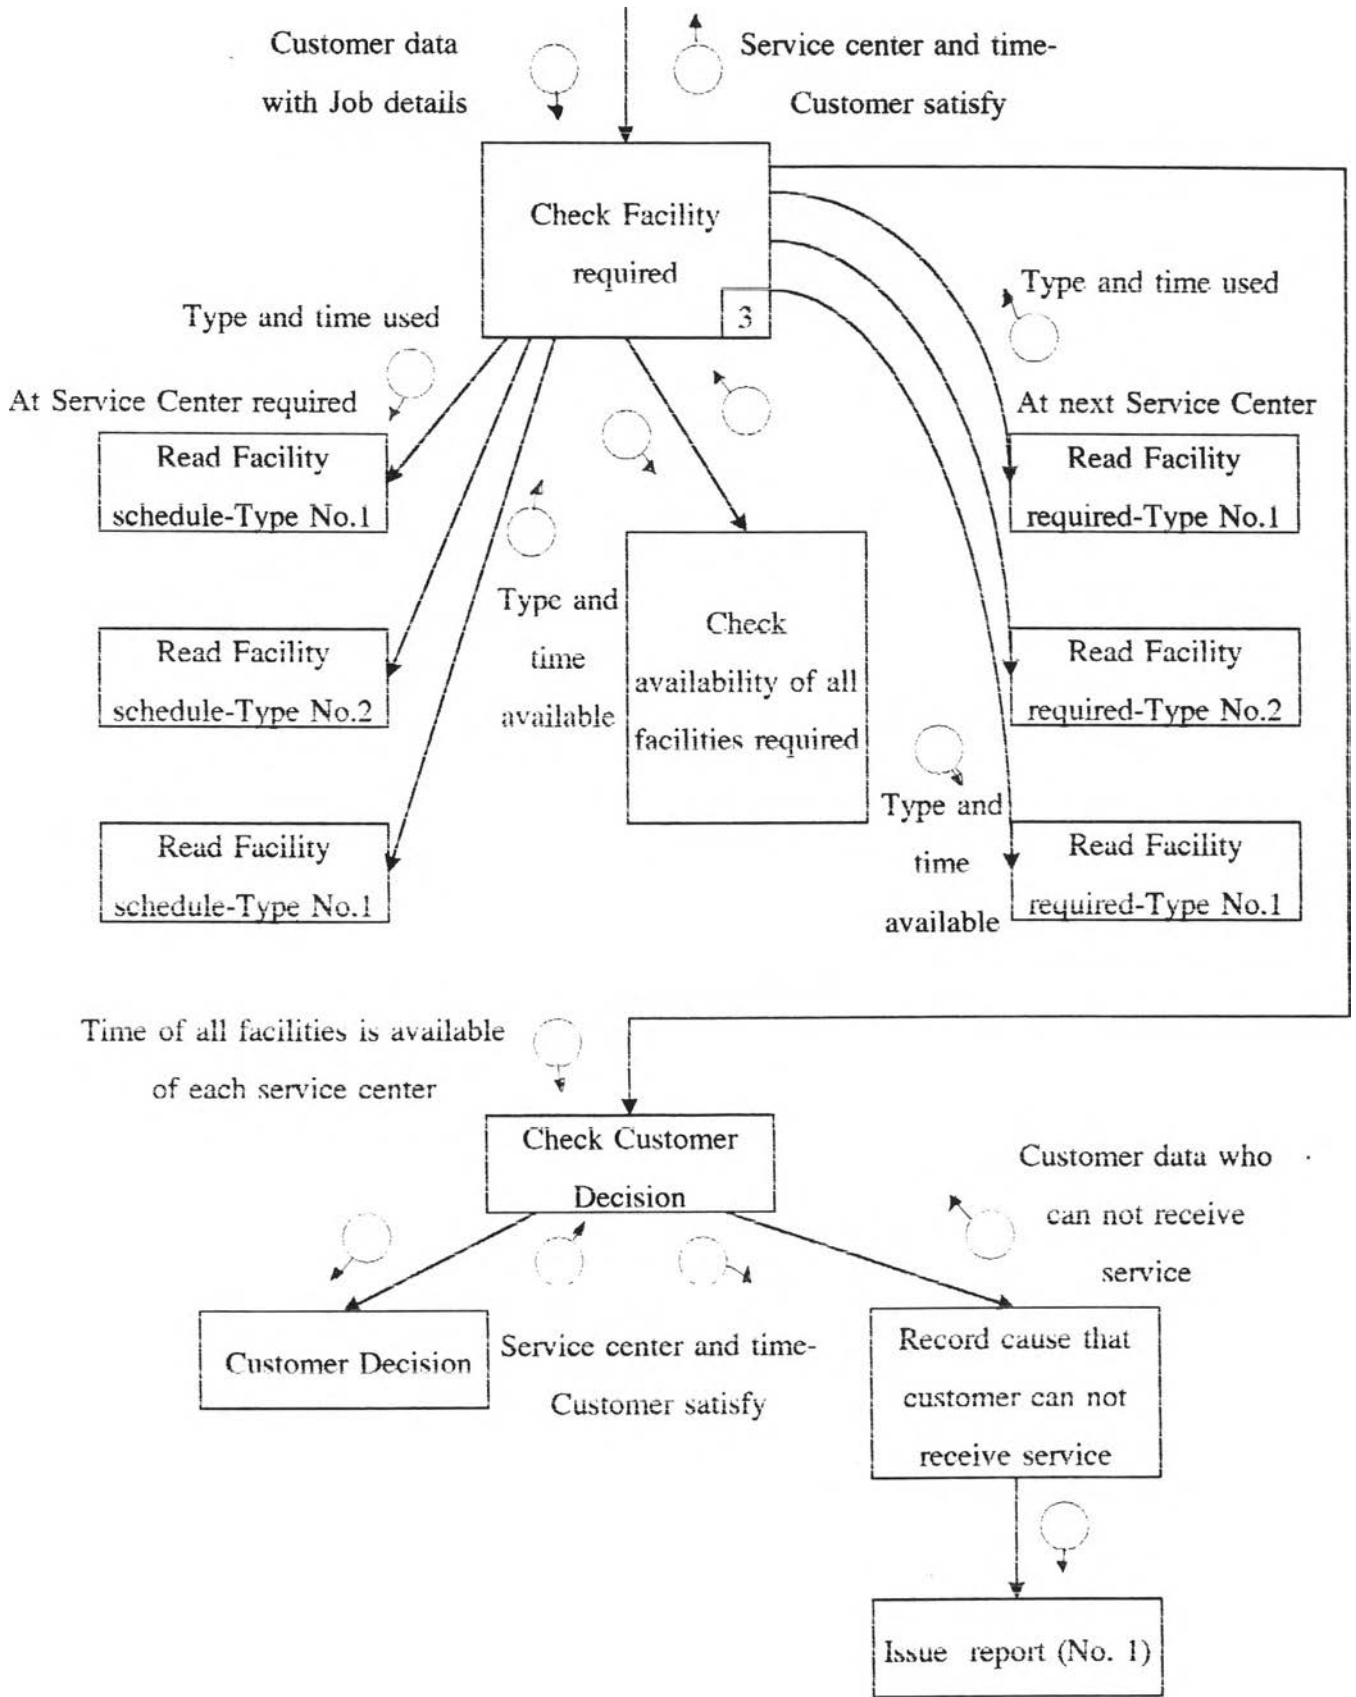 Customer data
with Job details
Service center and time-
Customer satisfy
Check Facility
required
3
Type and time used
At Service Center required
Type and time used
At next Service Center
Read Facility
schedule-Type No.1
Read Facility
schedule-Type No.2
Read Facility
schedule-Type No.1
Type and
time
available
Check
availability of all
facilities required
Type and
time
available
Read Facility
required-Type No.1
Read Facility
required-Type No.2
Read Facility
required-Type No.1
Time of all facilities is available
of each service center
Check Customer
Decision
Customer data who
can not receive
service
Customer Decision
Service center and time-
Customer satisfy
Record cause that
customer can not
receive service
Issue report (No. 1)